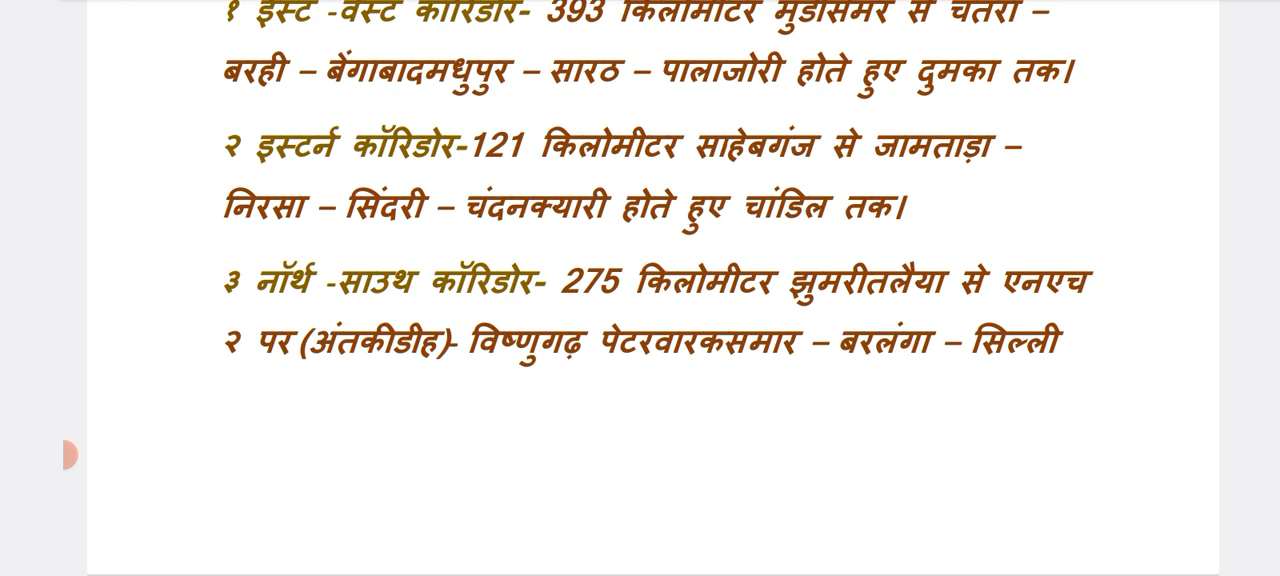 १ इस्ट -वेस्ट कॉरिडोर- 393 किलोमीटर मुडीसेमर से चतरा –
बरही – बेंगाबादमधुपुर – सारठ – पालाजोरी होते हुए दुमका तक।
२ इस्टर्न कॉरिडोर-121 किलोमीटर साहेबगंज से जामताड़ा –
निरसा – सिंदरी – चंदनक्यारी होते हुए चांडिल तक।
३ नॉर्थ -साउथ कॉरिडोर- 275 किलोमीटर झुमरीतलैया से एनएच
२ पर (अंतकीडीह)- विष्णुगढ़ पेटरवारकसमार – बरलंगा – सिल्ली